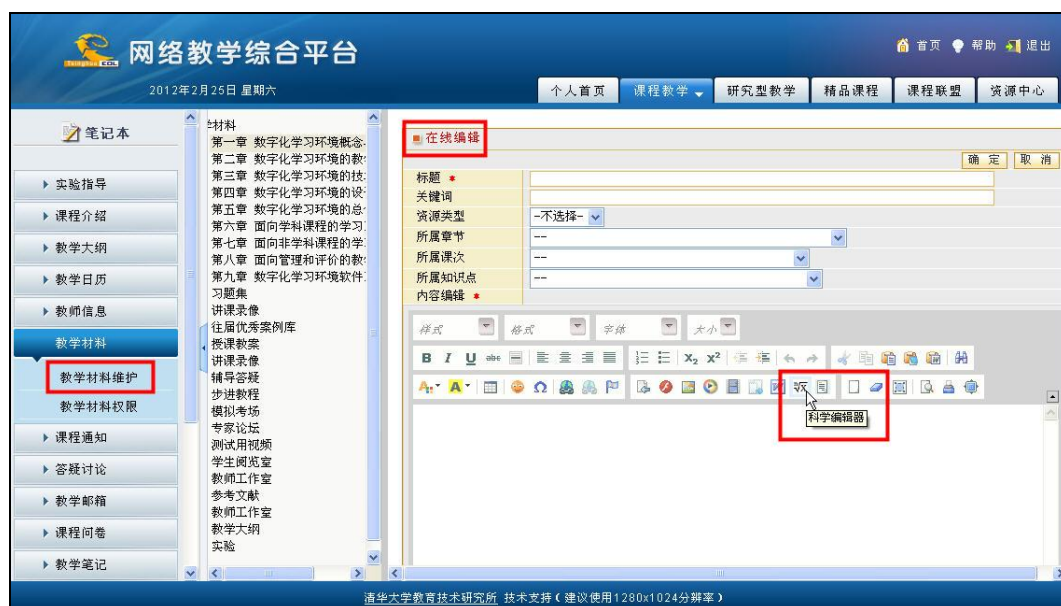 Tsinghua EOL
网络教学综合平台
首页 帮助 退出
2012年2月25日 星期六
个人首页 课程教学 研究型教学 精品课程 课程联盟 资源中心
笔记本
实验指导
课程介绍
教学大纲
教学日历
教师信息
教学材料
教学材料维护
教学材料权限
课程通知
答疑讨论
教学邮箱
课程问卷
教学笔记
材料
第一章 数字化学习环境概念
第二章 数字化学习环境的教
第三章 数字化学习环境的技
第四章 数字化学习环境的设
第五章 数字化学习环境的总
第六章 面向学科课程的学习
第七章 面向非学科课程的学
第八章 面向管理和评价的教
第九章 数字化学习环境软件
习题集
讲课录像
往届优秀案例库
授课教案
讲课录像
辅导答疑
步进教程
模拟考场
专家论坛
测试用视频
学生阅览室
教师工作室
参考文献
教师工作室
教学大纲
实验
在线编辑
确 定 取 消
标题 *
关键词
资源类型 -不选择-
所属章节 --
所属课次 --
所属知识点 --
内容编辑 *
样式 格式 字体 大小
B I U abc X₂ X²
A A Ω √x
科学编辑器
清华大学教育技术研究所 技术支持(建议使用1280x1024分辨率)